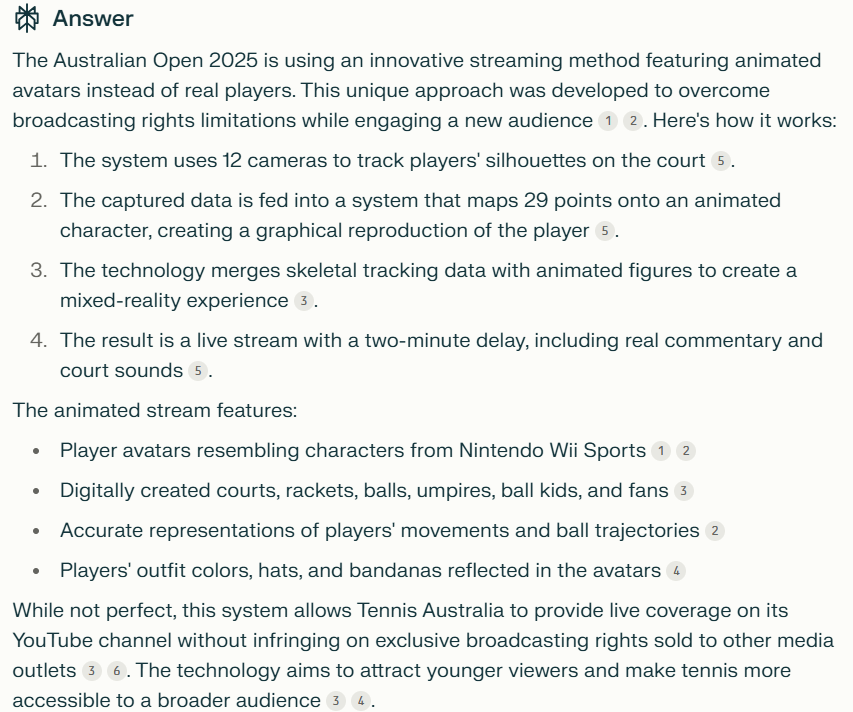 Answer
The Australian Open 2025 is using an innovative streaming method featuring animated
avatars instead of real players. This unique approach was developed to overcome
broadcasting rights limitations while engaging a new audience 1 2. Here's how it works:
1. The system uses 12 cameras to track players' silhouettes on the court 5.
2. The captured data is fed into a system that maps 29 points onto an animated
character, creating a graphical reproduction of the player 5.
3. The technology merges skeletal tracking data with animated figures to create a
mixed-reality experience 3.
4. The result is a live stream with a two-minute delay, including real commentary and
court sounds 5.
The animated stream features:
• Player avatars resembling characters from Nintendo Wii Sports 1 2
• Digitally created courts, rackets, balls, umpires, ball kids, and fans 3
• Accurate representations of players' movements and ball trajectories 2
• Players' outfit colors, hats, and bandanas reflected in the avatars 4
While not perfect, this system allows Tennis Australia to provide live coverage on its
YouTube channel without infringing on exclusive broadcasting rights sold to other media
outlets 3 6. The technology aims to attract younger viewers and make tennis more
accessible to a broader audience 3 4.